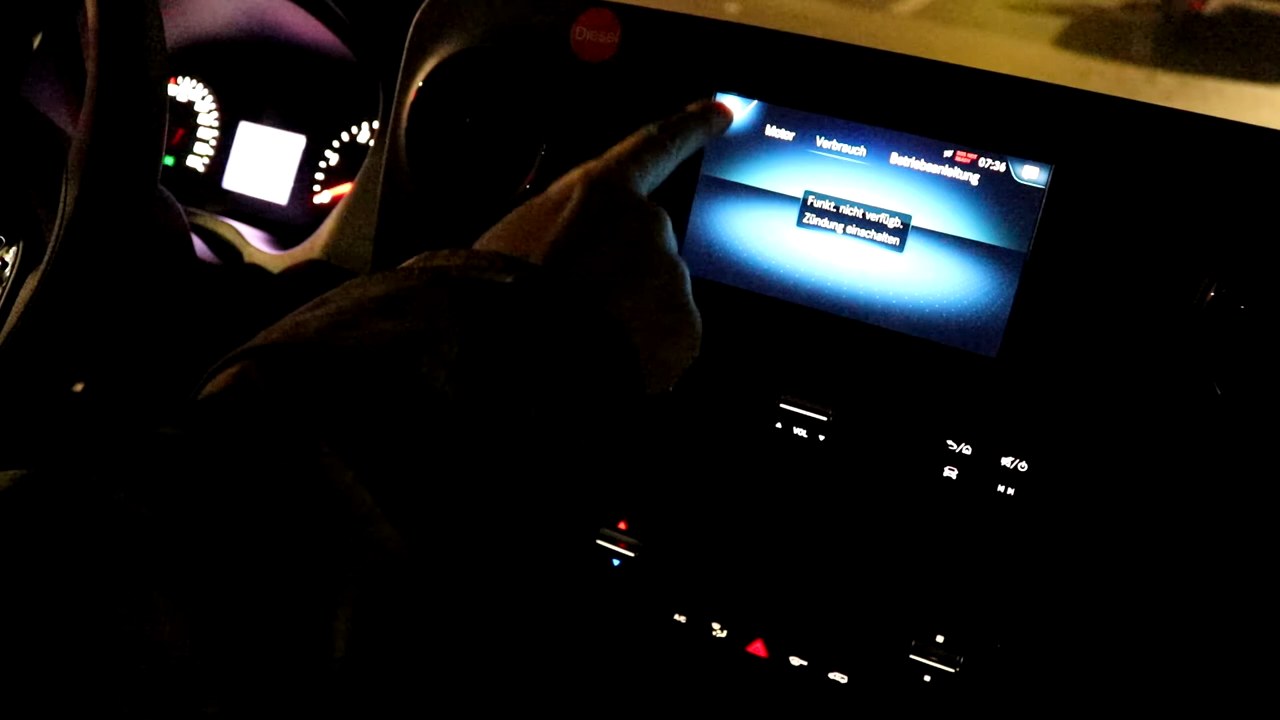 Diesel
Motor
Verbrauch
Betriebsanleitung
07:36
Funkt. nicht verfügb.
Zündung einschalten
VOL
A/C